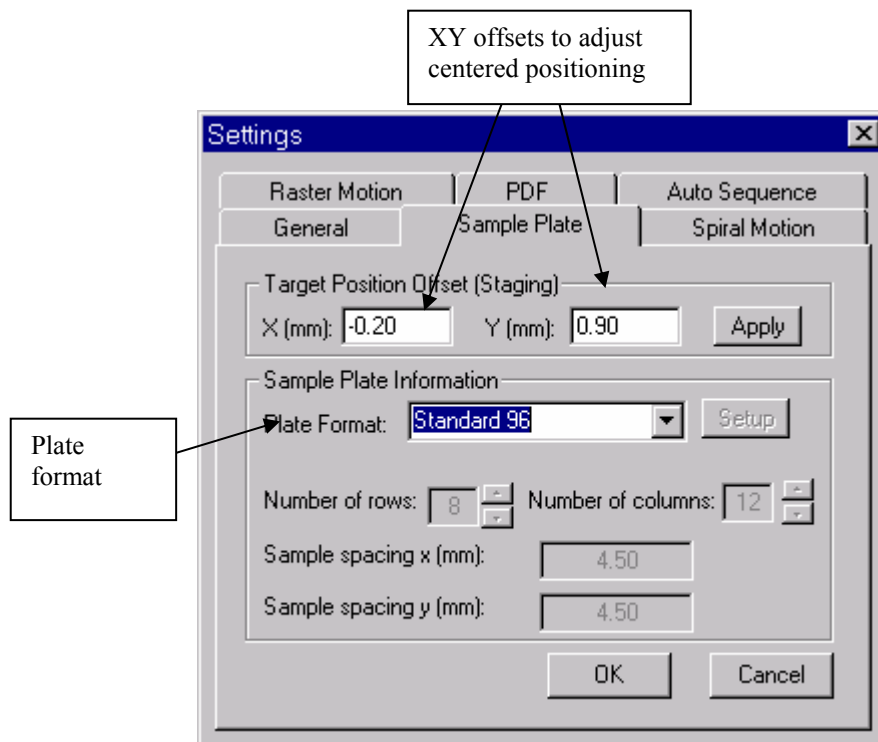 XY offsets to adjust
centered positioning
Settings
Raster Motion PDF Auto Sequence
General Sample Plate Spiral Motion
Target Position Offset (Staging)
X (mm): -0.20 Y (mm): 0.90 Apply
Sample Plate Information
Plate Format: Standard 96 Setup
Plate
format
Number of rows: 8 Number of columns: 12
Sample spacing x (mm): 4.50
Sample spacing y (mm): 4.50
OK Cancel